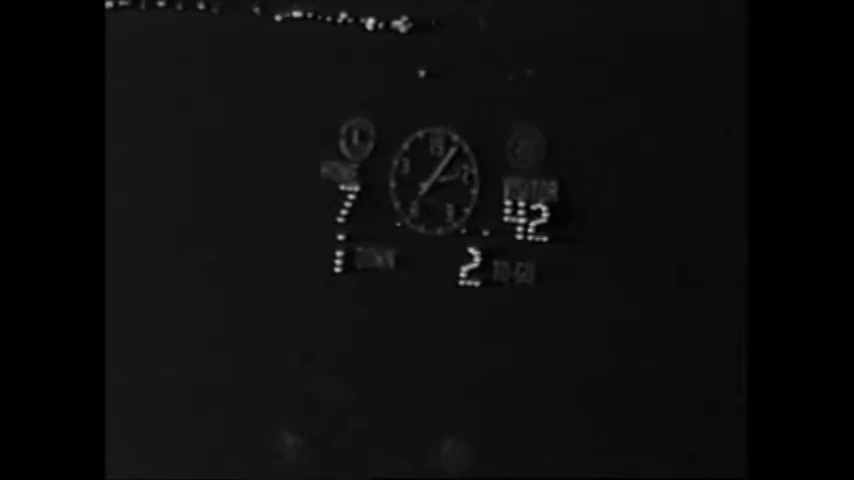 HOME
VISITOR
7
42
1 DOWN
2 TO-GO